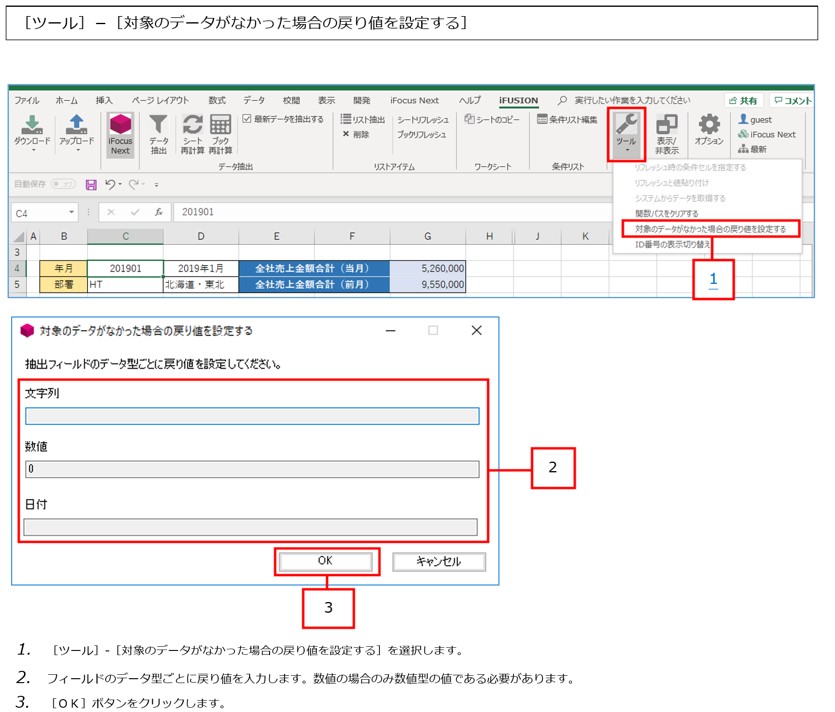 ［ツール］－［対象のデータがなかった場合の戻り値を設定する］
ファイル ホーム 挿入 ページ レイアウト 数式 データ 校閲 表示 開発 iFocus Next ヘルプ iFUSION 実行したい作業を入力してください 共有 コメント
ダウンロード アップロード iFocus Next データ抽出 シート再計算 ブック再計算 最新データを抽出する
データ抽出
リスト抽出 シートリフレッシュ
削除 ブックリフレッシュ
リストアイテム
シートのコピー
ワークシート
条件リスト編集
条件リスト
ツール 表示/非表示 オプション
guest
iFocus Next
最新
リフレッシュ時の条件セルを指定する
リフレッシュと値貼り付け
システムからデータを取得する
関数パスをクリアする
対象のデータがなかった場合の戻り値を設定する
ID番号の表示切り替え
1
自動保存 オフ
C4 fx 201901
A B C D E F G H I J K
3
4 年月 201901 2019年1月 全社売上金額合計（当月） 5,260,000
5 部署 HT 北海道・東北 全社売上金額合計（前月） 9,550,000
対象のデータがなかった場合の戻り値を設定する
抽出フィールドのデータ型ごとに戻り値を設定してください。
文字列
数値
0
日付
2
OK キャンセル
3
1. ［ツール］-［対象のデータがなかった場合の戻り値を設定する］を選択します。
2. フィールドのデータ型ごとに戻り値を入力します。数値の場合のみ数値型の値である必要があります。
3. ［ＯＫ］ボタンをクリックします。